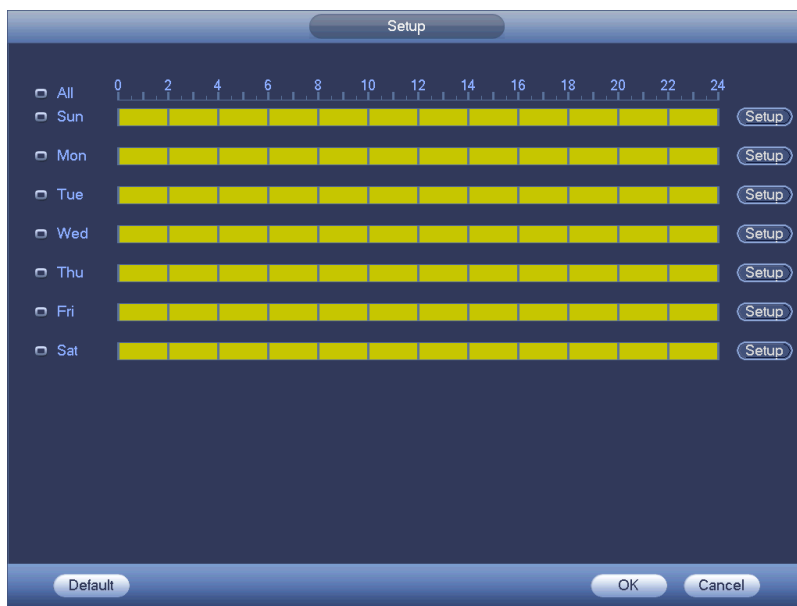 Setup
All 0 2 4 6 8 10 12 14 16 18 20 22 24
Sun Setup
Mon Setup
Tue Setup
Wed Setup
Thu Setup
Fri Setup
Sat Setup
Default OK Cancel